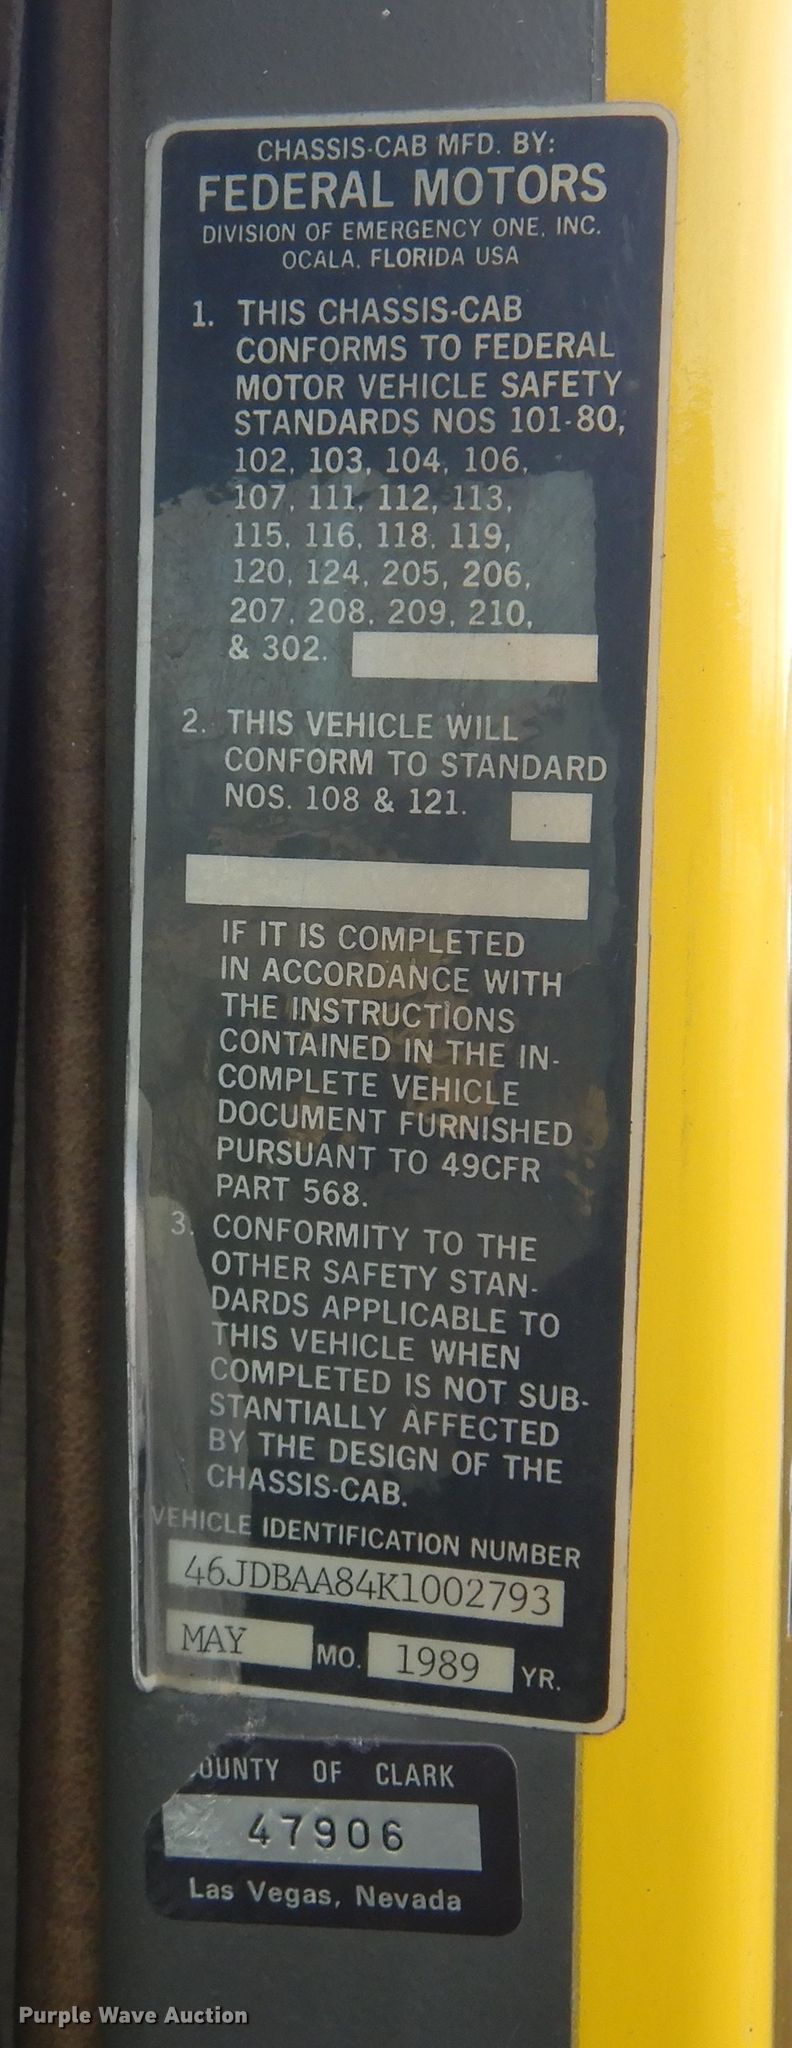 CHASSIS-CAB MFD. BY:
FEDERAL MOTORS
DIVISION OF EMERGENCY ONE, INC.
OCALA, FLORIDA USA
1. THIS CHASSIS-CAB
CONFORMS TO FEDERAL
MOTOR VEHICLE SAFETY
STANDARDS NOS 101-80,
102, 103, 104, 106,
107, 111, 112, 113,
115, 116, 118, 119,
120, 124, 205, 206,
207, 208, 209, 210,
& 302.
2. THIS VEHICLE WILL
CONFORM TO STANDARD
NOS. 108 & 121.
IF IT IS COMPLETED
IN ACCORDANCE WITH
THE INSTRUCTIONS
CONTAINED IN THE IN-
COMPLETE VEHICLE
DOCUMENT FURNISHED
PURSUANT TO 49CFR
PART 568.
3. CONFORMITY TO THE
OTHER SAFETY STAN-
DARDS APPLICABLE TO
THIS VEHICLE WHEN
COMPLETED IS NOT SUB-
STANTIALLY AFFECTED
BY THE DESIGN OF THE
CHASSIS-CAB.
VEHICLE IDENTIFICATION NUMBER
46JDBAA84K1002793
MAY MO. 1989 YR.
OUNTY OF CLARK
47906
Las Vegas, Nevada
Purple Wave Auction